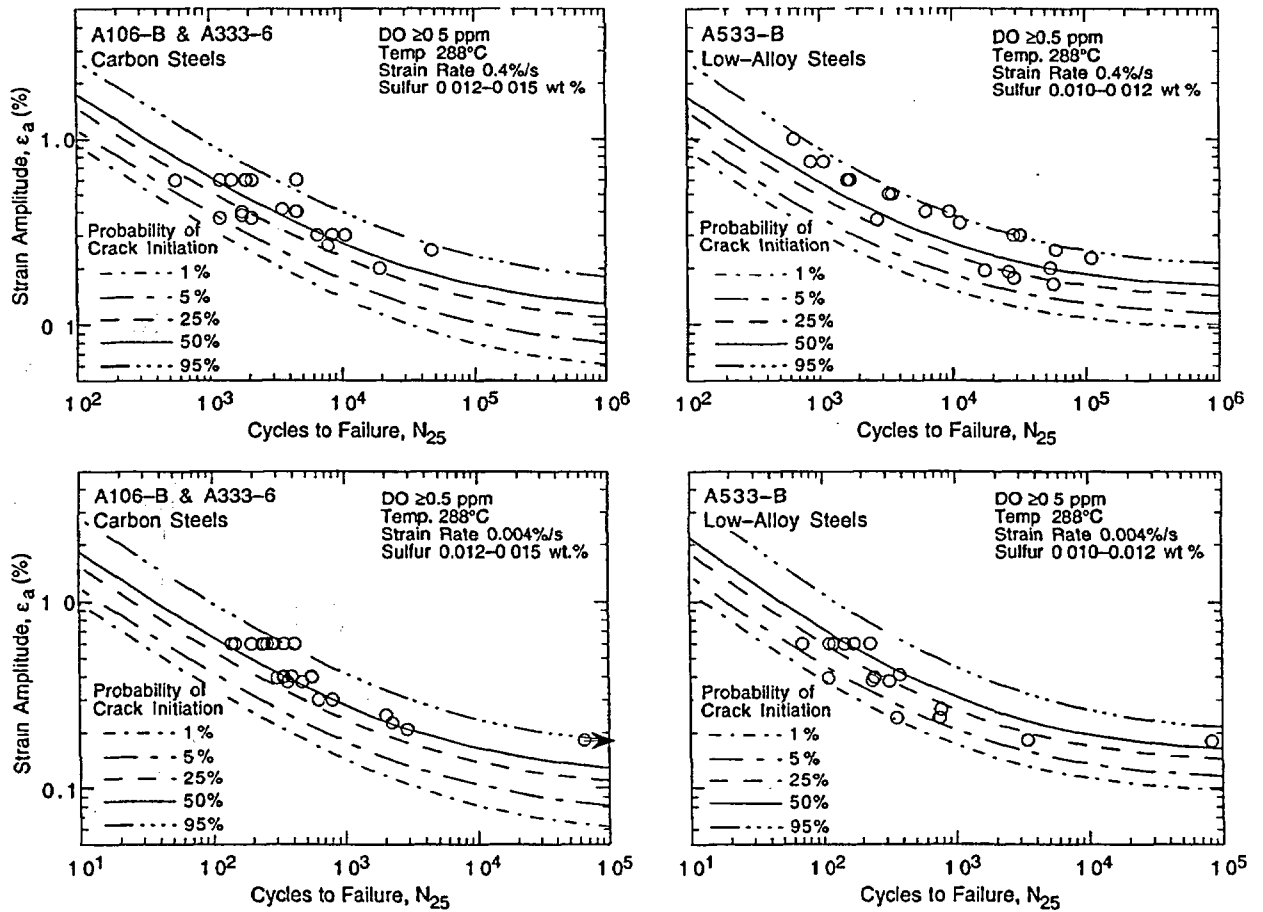 A106-B & A333-6
Carbon Steels
DO ≥0 5 ppm
Temp 288°C
Strain Rate 0.4%/s
Sulfur 0 012–0 015 wt %
Strain Amplitude, εa (%)
1.0
0 1
Probability of
Crack Initiation
1%
5%
25%
50%
95%
10² 10³ 10⁴ 10⁵ 10⁶
Cycles to Failure, N25
A533-B
Low-Alloy Steels
DO ≥0.5 ppm
Temp. 288°C
Strain Rate 0.4%/s
Sulfur 0.010–0.012 wt %
Probability of
Crack Initiation
1%
5%
25%
50%
95%
10² 10³ 10⁴ 10⁵ 10⁶
Cycles to Failure, N25
A106-B & A333-6
Carbon Steels
DO ≥0 5 ppm
Temp. 288°C
Strain Rate 0.004%/s
Sulfur 0.012–0 015 wt.%
Strain Amplitude, εa (%)
1 0
0.1
Probability of
Crack Initiation
1%
5%
25%
50%
95%
10¹ 10² 10³ 10⁴ 10⁵
Cycles to Failure, N25
A533-B
Low-Alloy Steels
DO ≥0 5 ppm
Temp 288°C
Strain Rate 0.004%/s
Sulfur 0 010–0.012 wt %
Probability of
Crack Initiation
1%
5%
25%
50%
95%
10¹ 10² 10³ 10⁴ 10⁵
Cycles to Failure, N25